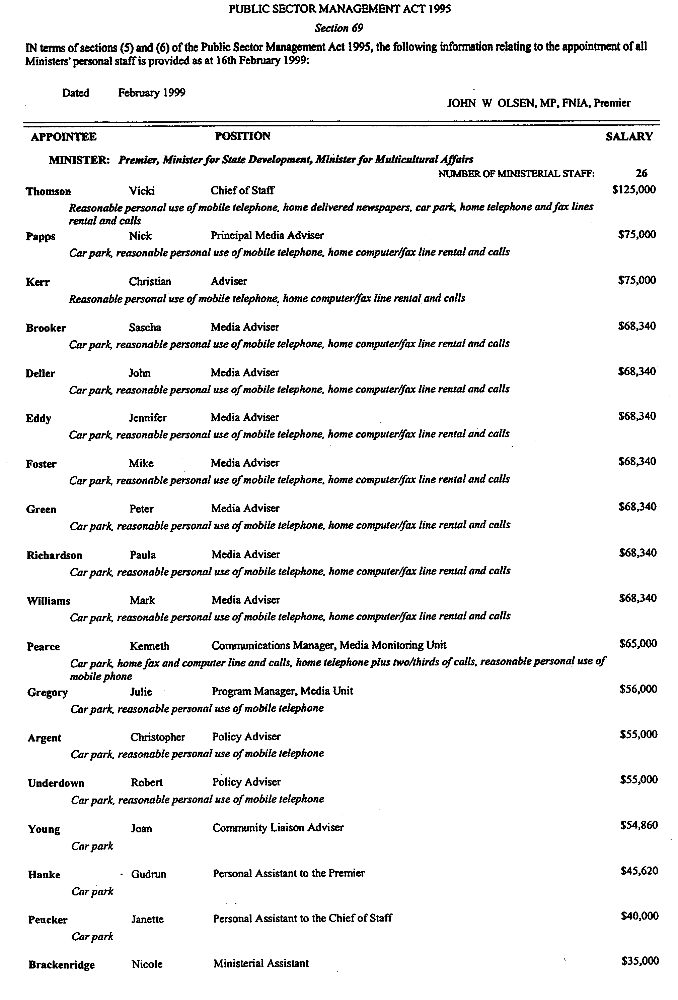 PUBLIC SECTOR MANAGEMENT ACT 1995
Section 69
IN terms of sections (5) and (6) of the Public Sector Management Act 1995, the following information relating to the appointment of all
Ministers' personal staff is provided as at 16th February 1999:
Dated February 1999
JOHN W OLSEN, MP, FNIA, Premier
APPOINTEE POSITION SALARY
MINISTER: Premier, Minister for State Development, Minister for Multicultural Affairs
NUMBER OF MINISTERIAL STAFF: 26
Thomson Vicki Chief of Staff $125,000
Reasonable personal use of mobile telephone, home delivered newspapers, car park, home telephone and fax lines
rental and calls
Papps Nick Principal Media Adviser $75,000
Car park, reasonable personal use of mobile telephone, home computer/fax line rental and calls
Kerr Christian Adviser $75,000
Reasonable personal use of mobile telephone, home computer/fax line rental and calls
Brooker Sascha Media Adviser $68,340
Car park, reasonable personal use of mobile telephone, home computer/fax line rental and calls
Deller John Media Adviser $68,340
Car park, reasonable personal use of mobile telephone, home computer/fax line rental and calls
Eddy Jennifer Media Adviser $68,340
Car park, reasonable personal use of mobile telephone, home computer/fax line rental and calls
Foster Mike Media Adviser $68,340
Car park, reasonable personal use of mobile telephone, home computer/fax line rental and calls
Green Peter Media Adviser $68,340
Car park, reasonable personal use of mobile telephone, home computer/fax line rental and calls
Richardson Paula Media Adviser $68,340
Car park, reasonable personal use of mobile telephone, home computer/fax line rental and calls
Williams Mark Media Adviser $68,340
Car park, reasonable personal use of mobile telephone, home computer/fax line rental and calls
Pearce Kenneth Communications Manager, Media Monitoring Unit $65,000
Car park, home fax and computer line and calls, home telephone plus two/thirds of calls, reasonable personal use of
mobile phone
Gregory Julie Program Manager, Media Unit $56,000
Car park, reasonable personal use of mobile telephone
Argent Christopher Policy Adviser $55,000
Car park, reasonable personal use of mobile telephone
Underdown Robert Policy Adviser $55,000
Car park, reasonable personal use of mobile telephone
Young Joan Community Liaison Adviser $54,860
Car park
Hanke Gudrun Personal Assistant to the Premier $45,620
Car park
Peucker Janette Personal Assistant to the Chief of Staff $40,000
Car park
Brackenridge Nicole Ministerial Assistant $35,000